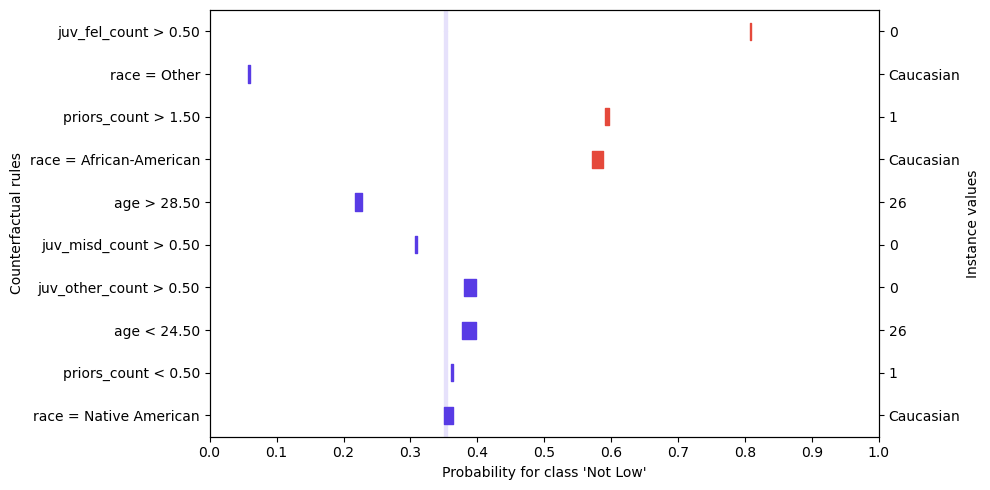 juv_fel_count > 0.50 0
race = Other Caucasian
priors_count > 1.50 1
race = African-American Caucasian
age > 28.50 26
juv_misd_count > 0.50 0
juv_other_count > 0.50 0
age < 24.50 26
priors_count < 0.50 1
race = Native American Caucasian
Counterfactual rules
Instance values
0.0 0.1 0.2 0.3 0.4 0.5 0.6 0.7 0.8 0.9 1.0
Probability for class 'Not Low'